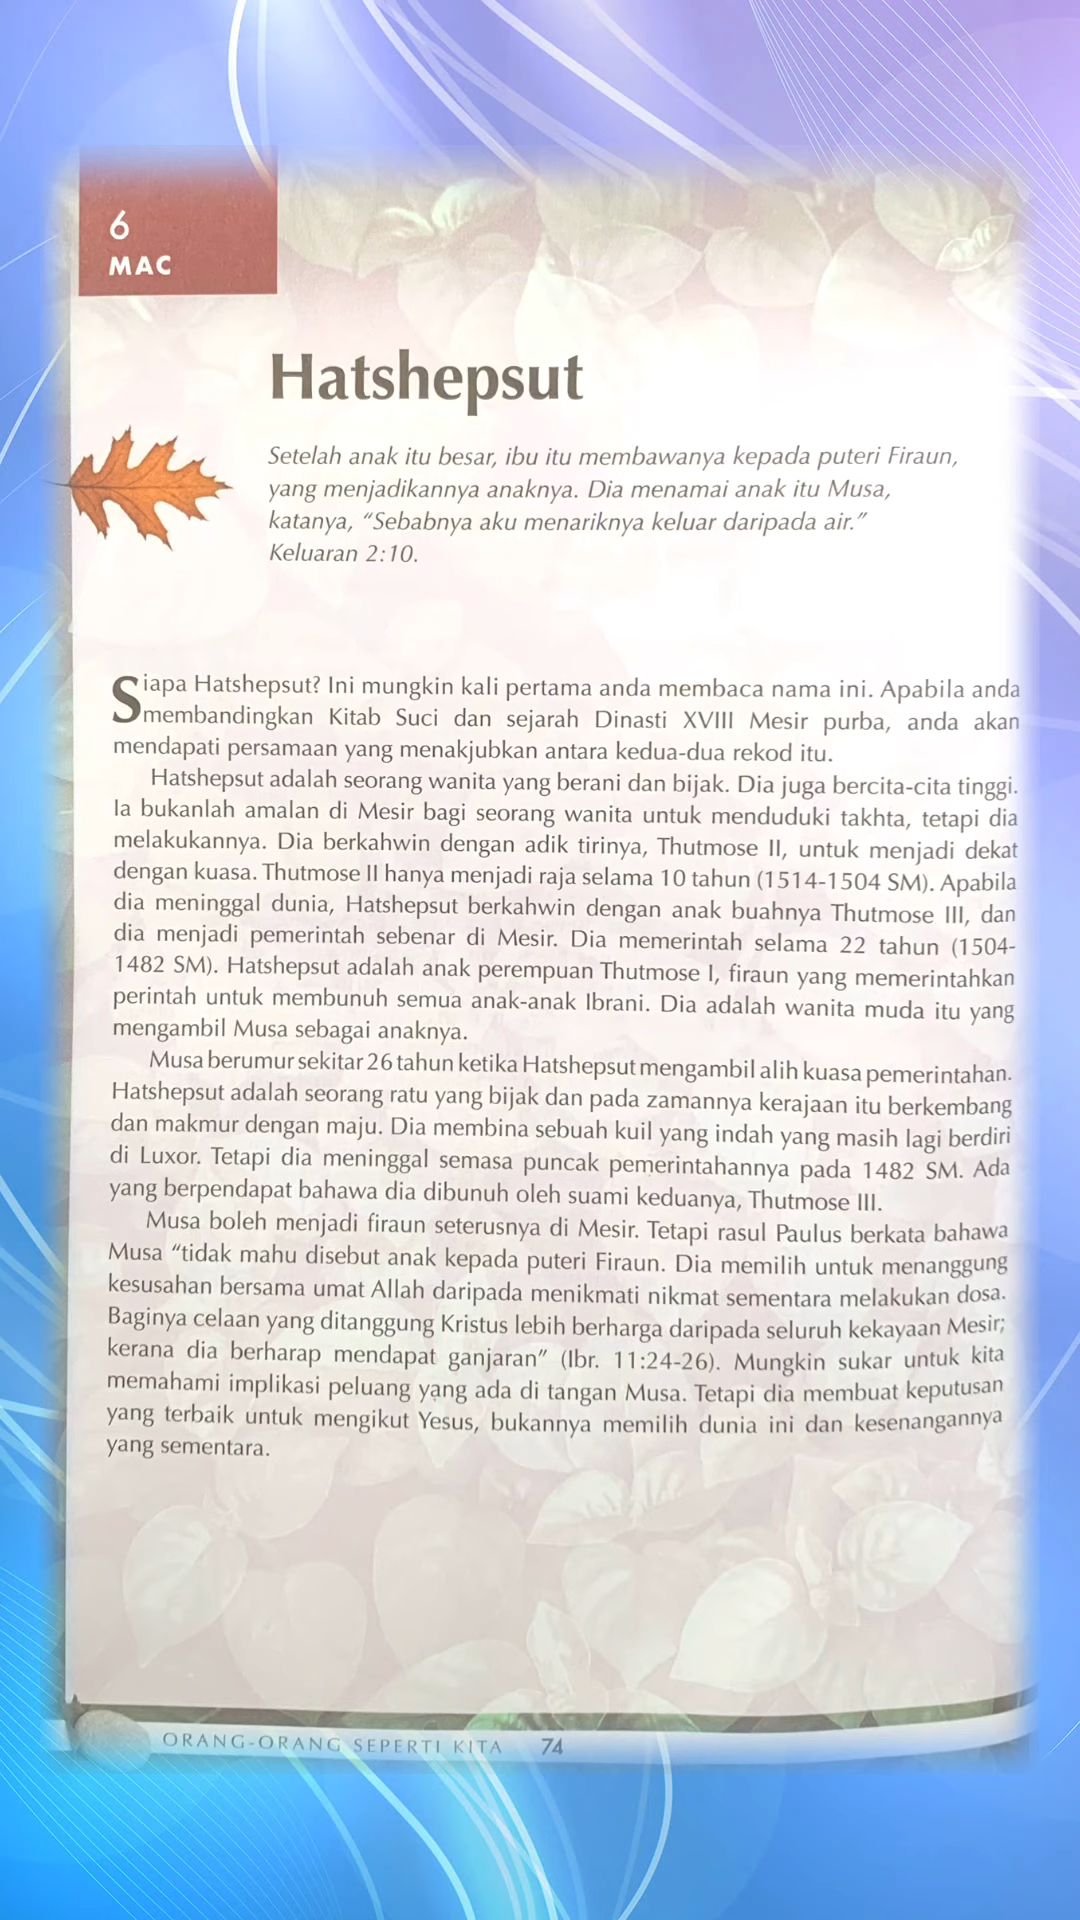 6
MAC
Hatshepsut
Setelah anak itu besar, ibu itu membawanya kepada puteri Firaun,
yang menjadikannya anaknya. Dia menamai anak itu Musa,
katanya, “Sebabnya aku menariknya keluar daripada air.”
Keluaran 2:10.
Siapa Hatshepsut? Ini mungkin kali pertama anda membaca nama ini. Apabila anda
membandingkan Kitab Suci dan sejarah Dinasti XVIII Mesir purba, anda akan
mendapati persamaan yang menakjubkan antara kedua-dua rekod itu.
Hatshepsut adalah seorang wanita yang berani dan bijak. Dia juga bercita-cita tinggi.
Ia bukanlah amalan di Mesir bagi seorang wanita untuk menduduki takhta, tetapi dia
melakukannya. Dia berkahwin dengan adik tirinya, Thutmose II, untuk menjadi dekat
dengan kuasa. Thutmose II hanya menjadi raja selama 10 tahun (1514-1504 SM). Apabila
dia meninggal dunia, Hatshepsut berkahwin dengan anak buahnya Thutmose III, dan
dia menjadi pemerintah sebenar di Mesir. Dia memerintah selama 22 tahun (1504-
1482 SM). Hatshepsut adalah anak perempuan Thutmose I, firaun yang memerintahkan
perintah untuk membunuh semua anak-anak Ibrani. Dia adalah wanita muda itu yang
mengambil Musa sebagai anaknya.
Musa berumur sekitar 26 tahun ketika Hatshepsut mengambil alih kuasa pemerintahan.
Hatshepsut adalah seorang ratu yang bijak dan pada zamannya kerajaan itu berkembang
dan makmur dengan maju. Dia membina sebuah kuil yang indah yang masih lagi berdiri
di Luxor. Tetapi dia meninggal semasa puncak pemerintahannya pada 1482 SM. Ada
yang berpendapat bahawa dia dibunuh oleh suami keduanya, Thutmose III.
Musa boleh menjadi firaun seterusnya di Mesir. Tetapi rasul Paulus berkata bahawa
Musa “tidak mahu disebut anak kepada puteri Firaun. Dia memilih untuk menanggung
kesusahan bersama umat Allah daripada menikmati nikmat sementara melakukan dosa.
Baginya celaan yang ditanggung Kristus lebih berharga daripada seluruh kekayaan Mesir;
kerana dia berharap mendapat ganjaran” (Ibr. 11:24-26). Mungkin sukar untuk kita
memahami implikasi peluang yang ada di tangan Musa. Tetapi dia membuat keputusan
yang terbaik untuk mengikut Yesus, bukannya memilih dunia ini dan kesenangannya
yang sementara.
ORANG-ORANG SEPERTI KITA 74